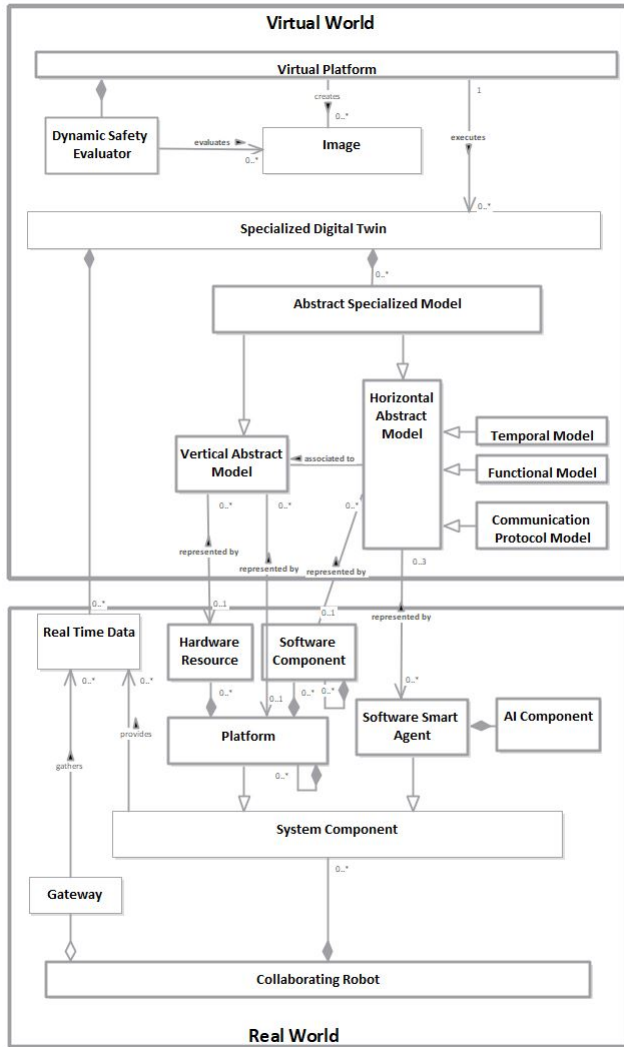 Virtual World
Virtual Platform
creates
1
Dynamic Safety
Evaluator
evaluates
0..*
0..*
Image
executes
0..*
Specialized Digital Twin
0..*
Abstract Specialized Model
Horizontal
Abstract
Model
Temporal Model
Vertical Abstract
Model
associated to
Functional Model
0..*
0..*
0..*
Communication
Protocol Model
represented by
represented by
represented by
0..3
0..*
0..1
0..1
represented by
Real Time Data
Hardware
Resource
Software
Component
0..*
0..*
0..*
0..1
0..*
0..*
0..*
provides
Platform
Software Smart
Agent
AI Component
gathers
0..*
System Component
0..*
Gateway
Collaborating Robot
Real World